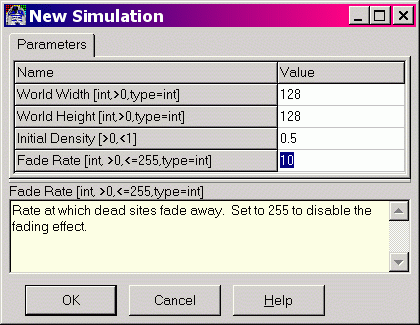 New Simulation
Parameters
Name Value
World Width [int,>0,type=int] 128
World Height [int,>0,type=int] 128
Initial Density [>0,<1] 0.5
Fade Rate [int, >0,<=255,type=int] 10
Fade Rate [int, >0,<=255,type=int]
Rate at which dead sites fade away.  Set to 255 to disable the
fading effect.
OK Cancel Help